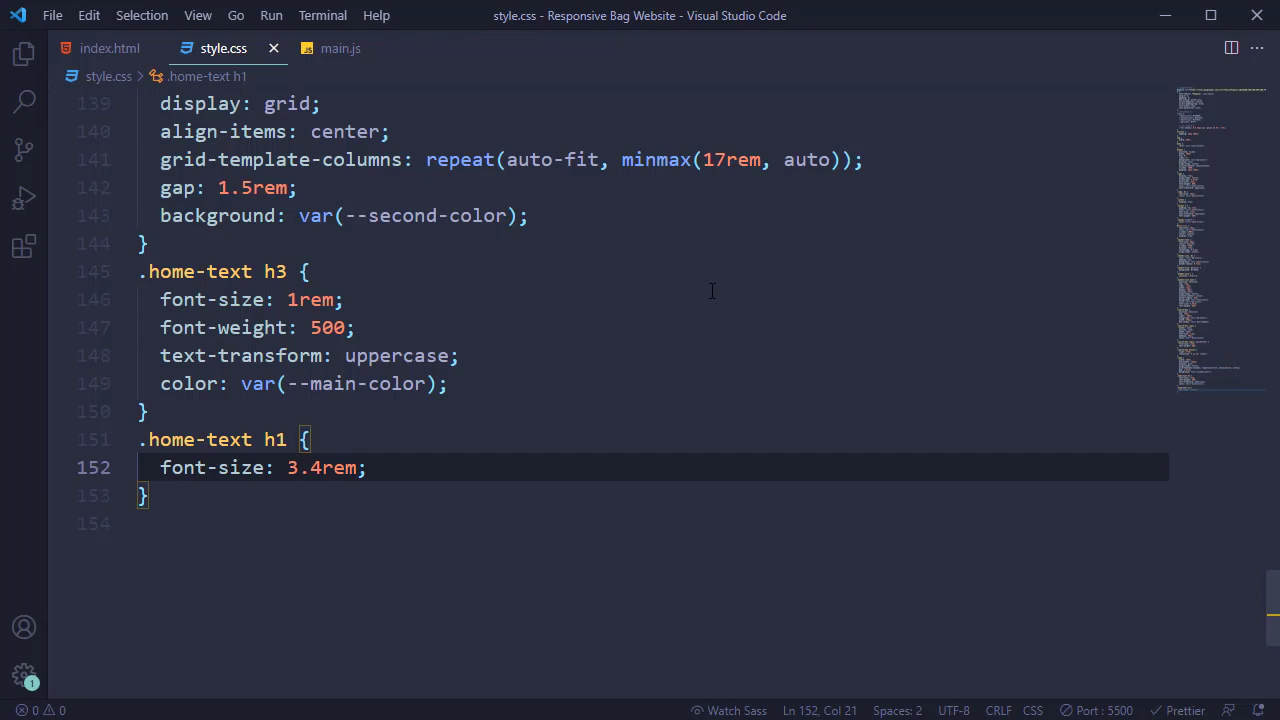 File Edit Selection View Go Run Terminal Help style.css - Responsive Bag Website - Visual Studio Code
index.html style.css main.js
style.css > .home-text h1
139 display: grid;
140 align-items: center;
141 grid-template-columns: repeat(auto-fit, minmax(17rem, auto));
142 gap: 1.5rem;
143 background: var(--second-color);
144 }
145 .home-text h3 {
146 font-size: 1rem;
147 font-weight: 500;
148 text-transform: uppercase;
149 color: var(--main-color);
150 }
151 .home-text h1 {
152 font-size: 3.4rem;
153 }
154
1
0 0 Watch Sass Ln 152, Col 21 Spaces: 2 UTF-8 CRLF CSS Port : 5500 Prettier